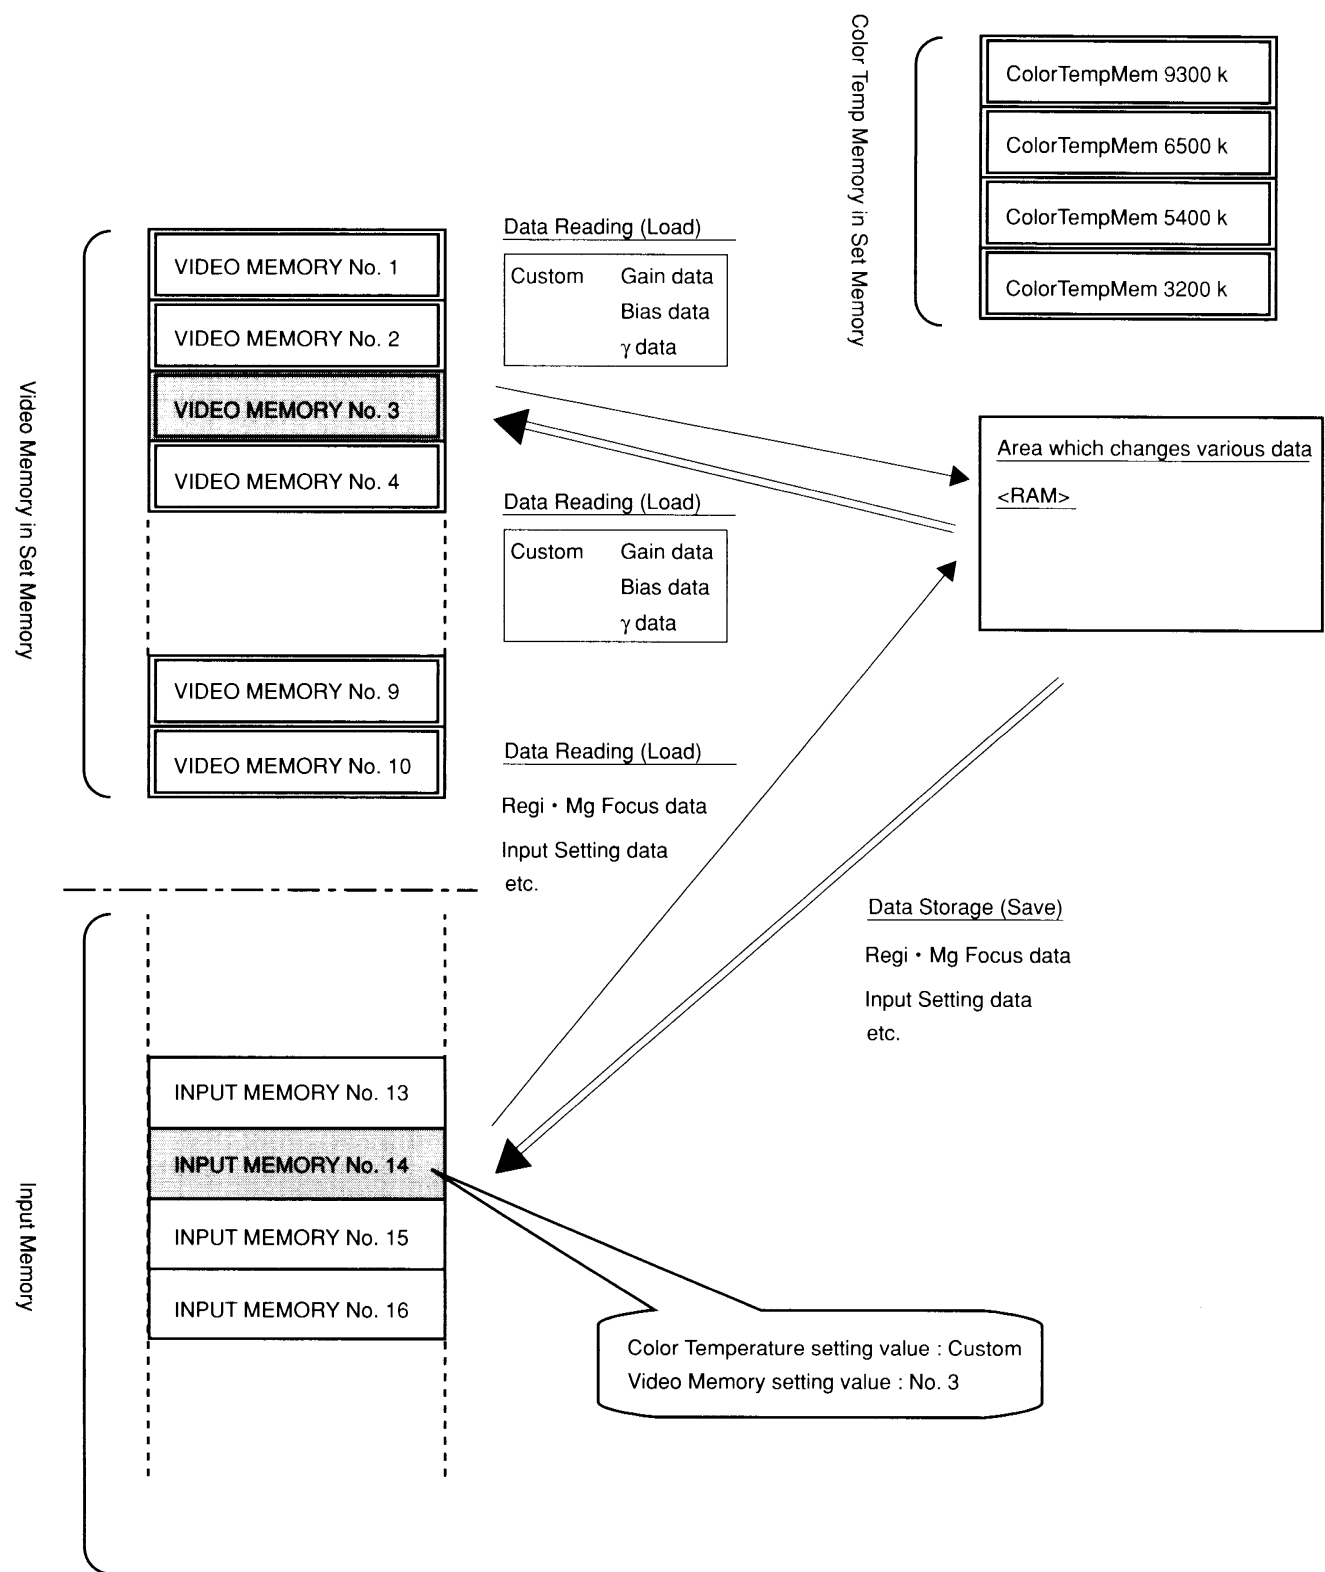 Color Temp Memory in Set Memory
ColorTempMem 9300 k
ColorTempMem 6500 k
ColorTempMem 5400 k
ColorTempMem 3200 k
Video Memory in Set Memory
VIDEO MEMORY No. 1
VIDEO MEMORY No. 2
VIDEO MEMORY No. 3
VIDEO MEMORY No. 4
VIDEO MEMORY No. 9
VIDEO MEMORY No. 10
Data Reading (Load)
Custom Gain data
Bias data
γ data
Data Reading (Load)
Custom Gain data
Bias data
γ data
Area which changes various data
<RAM>
Data Reading (Load)
Regi・Mg Focus data
Input Setting data
etc.
Data Storage (Save)
Regi・Mg Focus data
Input Setting data
etc.
Input Memory
INPUT MEMORY No. 13
INPUT MEMORY No. 14
INPUT MEMORY No. 15
INPUT MEMORY No. 16
Color Temperature setting value : Custom
Video Memory setting value : No. 3